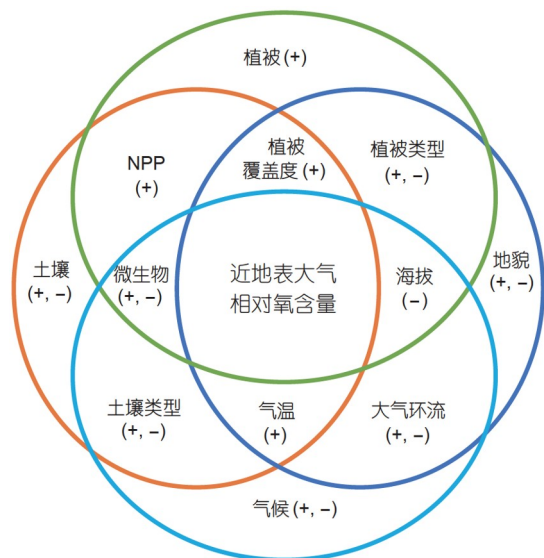 植被 (+)
NPP
(+)
植被
覆盖度 (+)
植被类型
(+, −)
土壤
(+, −)
微生物
(+, −)
近地表大气
相对氧含量
海拔
(−)
地貌
(+, −)
土壤类型
(+, −)
气温
(+)
大气环流
(+, −)
气候 (+, −)